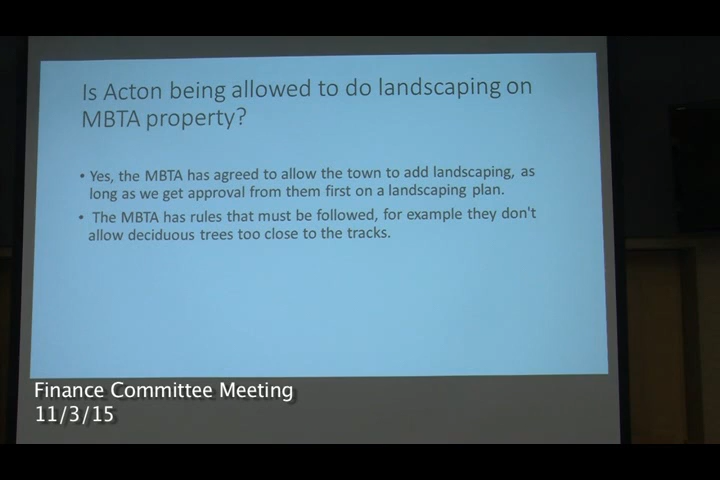 Is Acton being allowed to do landscaping on
MBTA property?
• Yes, the MBTA has agreed to allow the town to add landscaping, as
long as we get approval from them first on a landscaping plan.
• The MBTA has rules that must be followed, for example they don't
allow deciduous trees too close to the tracks.
Finance Committee Meeting
11/3/15